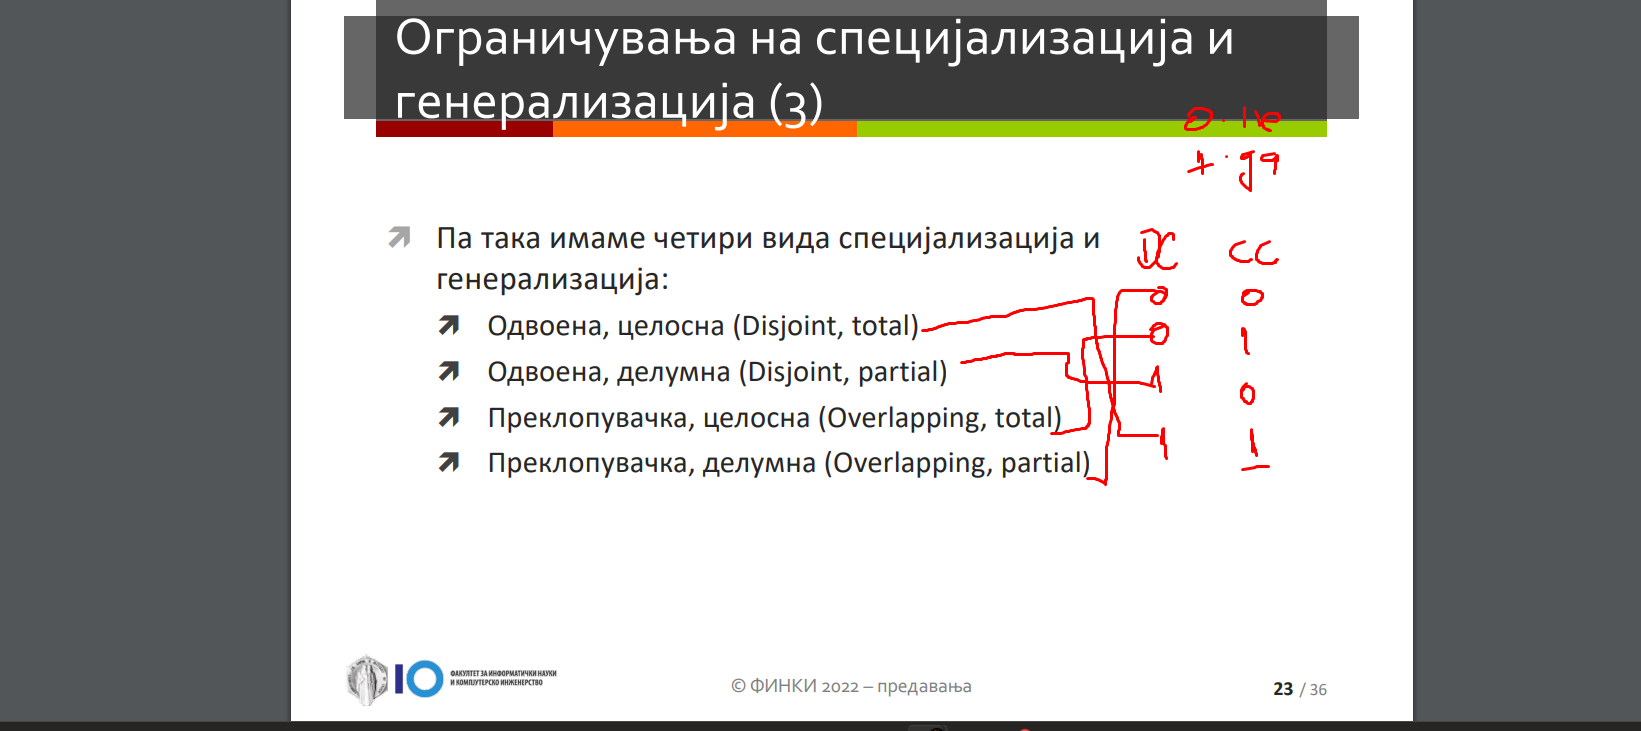 Ограничувања на специјализација и
генерализација (3)
0. не
1. да
Па така имаме четири вида специјализација и
генерализација:
Одвоена, целосна (Disjoint, total)
Одвоена, делумна (Disjoint, partial)
Преклопувачка, целосна (Overlapping, total)
Преклопувачка, делумна (Overlapping, partial)
DC CC
0 0
0 1
1 0
1 1
ФАКУЛТЕТ ЗА ИНФОРМАТИЧКИ НАУКИ
И КОМПЈУТЕРСКО ИНЖЕНЕРСТВО
© ФИНКИ 2022 – предавања
23 / 36